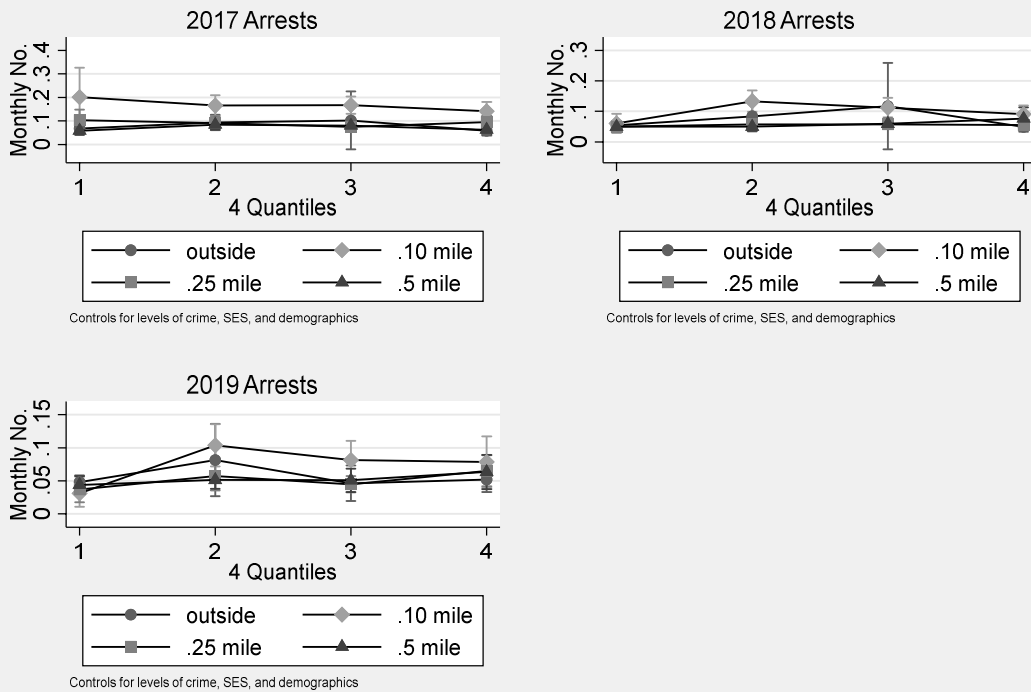 2017 Arrests
Monthly No.
0 .1 .2 .3 .4
1 2 3 4
4 Quantiles
outside .10 mile
.25 mile .5 mile
Controls for levels of crime, SES, and demographics
2018 Arrests
Monthly No.
0 .1 .2 .3
1 2 3 4
4 Quantiles
outside .10 mile
.25 mile .5 mile
Controls for levels of crime, SES, and demographics
2019 Arrests
Monthly No.
0 .05 .1 .15
1 2 3 4
4 Quantiles
outside .10 mile
.25 mile .5 mile
Controls for levels of crime, SES, and demographics